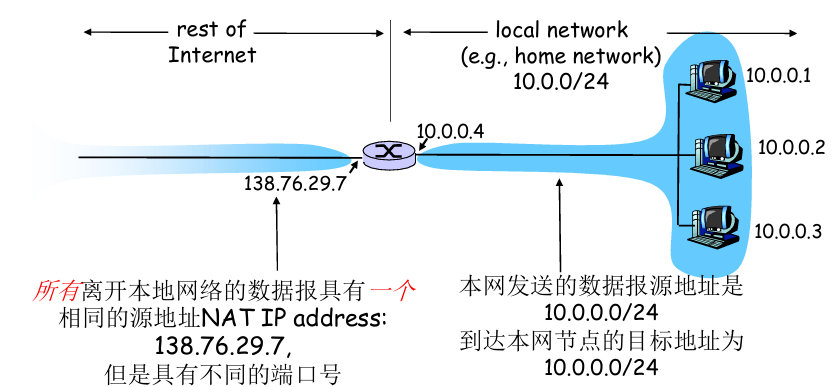 rest of
Internet
local network
(e.g., home network)
10.0.0/24
10.0.0.1
10.0.0.4
10.0.0.2
138.76.29.7
10.0.0.3
所有离开本地网络的数据报具有一个
相同的源地址NAT IP address:
138.76.29.7,
但是具有不同的端口号
本网发送的数据报源地址是
10.0.0.0/24
到达本网节点的目标地址为
10.0.0.0/24